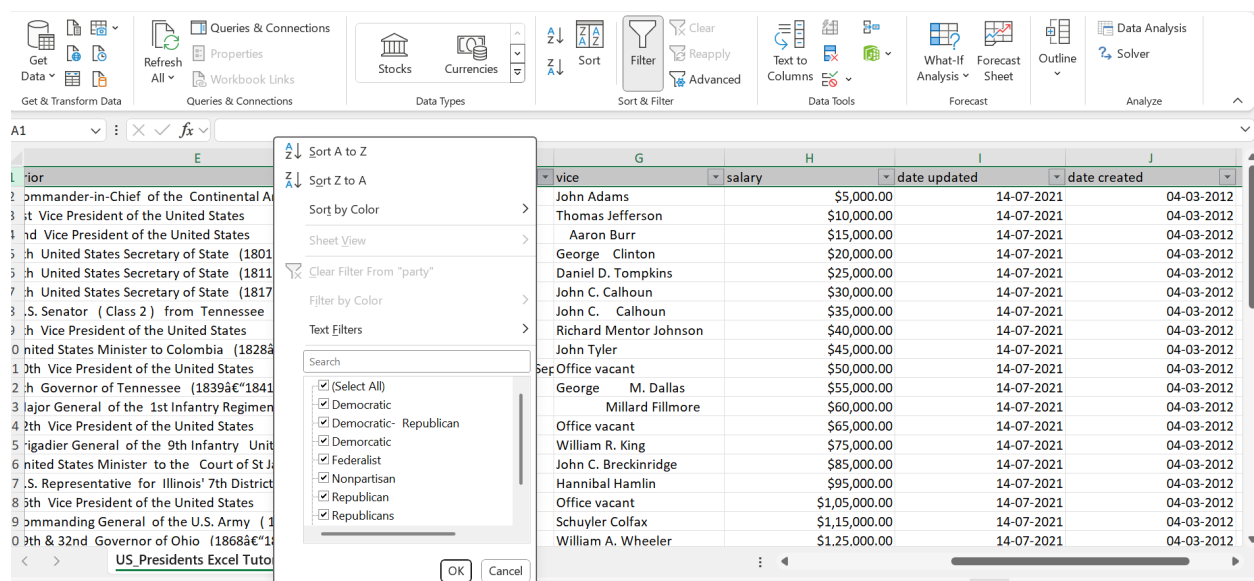 Get
Data
Refresh
All
Queries & Connections
Properties
Workbook Links
Stocks
Currencies
Sort
Filter
Clear
Reapply
Advanced
Text to
Columns
What-If
Analysis
Forecast
Sheet
Outline
Data Analysis
Solver
Get & Transform Data
Queries & Connections
Data Types
Sort & Filter
Data Tools
Forecast
Analyze
A1
fx
E
G
H
I
J
rior
vice
salary
date updated
date created
ommander-in-Chief of the Continental A
John Adams
$5,000.00
14-07-2021
04-03-2012
st Vice President of the United States
Thomas Jefferson
$10,000.00
14-07-2021
04-03-2012
nd Vice President of the United States
Aaron Burr
$15,000.00
14-07-2021
04-03-2012
th United States Secretary of State (1801
George Clinton
$20,000.00
14-07-2021
04-03-2012
th United States Secretary of State (1811
Daniel D. Tompkins
$25,000.00
14-07-2021
04-03-2012
th United States Secretary of State (1817
John C. Calhoun
$30,000.00
14-07-2021
04-03-2012
.S. Senator ( Class 2 ) from Tennessee
John C. Calhoun
$35,000.00
14-07-2021
04-03-2012
th Vice President of the United States
Richard Mentor Johnson
$40,000.00
14-07-2021
04-03-2012
nited States Minister to Colombia (1828â
John Tyler
$45,000.00
14-07-2021
04-03-2012
0th Vice President of the United States
Sep
Office vacant
$50,000.00
14-07-2021
04-03-2012
th Governor of Tennessee (1839â€“1841
George M. Dallas
$55,000.00
14-07-2021
04-03-2012
lajor General of the 1st Infantry Regimen
Millard Fillmore
$60,000.00
14-07-2021
04-03-2012
2th Vice President of the United States
Office vacant
$65,000.00
14-07-2021
04-03-2012
rigadier General of the 9th Infantry Unit
William R. King
$75,000.00
14-07-2021
04-03-2012
nited States Minister to the Court of St J
John C. Breckinridge
$85,000.00
14-07-2021
04-03-2012
.S. Representative for Illinois' 7th District
Hannibal Hamlin
$95,000.00
14-07-2021
04-03-2012
6th Vice President of the United States
Office vacant
$1,05,000.00
14-07-2021
04-03-2012
ommanding General of the U.S. Army ( 1
Schuyler Colfax
$1,15,000.00
14-07-2021
04-03-2012
9th & 32nd Governor of Ohio (1868â€“1
William A. Wheeler
$1,25,000.00
14-07-2021
04-03-2012
Sort A to Z
Sort Z to A
Sort by Color
Sheet View
Clear Filter From "party"
Filter by Color
Text Filters
Search
(Select All)
Democratic
Democratic- Republican
Demorcatic
Federalist
Nonpartisan
Republican
Republicans
OK
Cancel
US_Presidents Excel Tuto